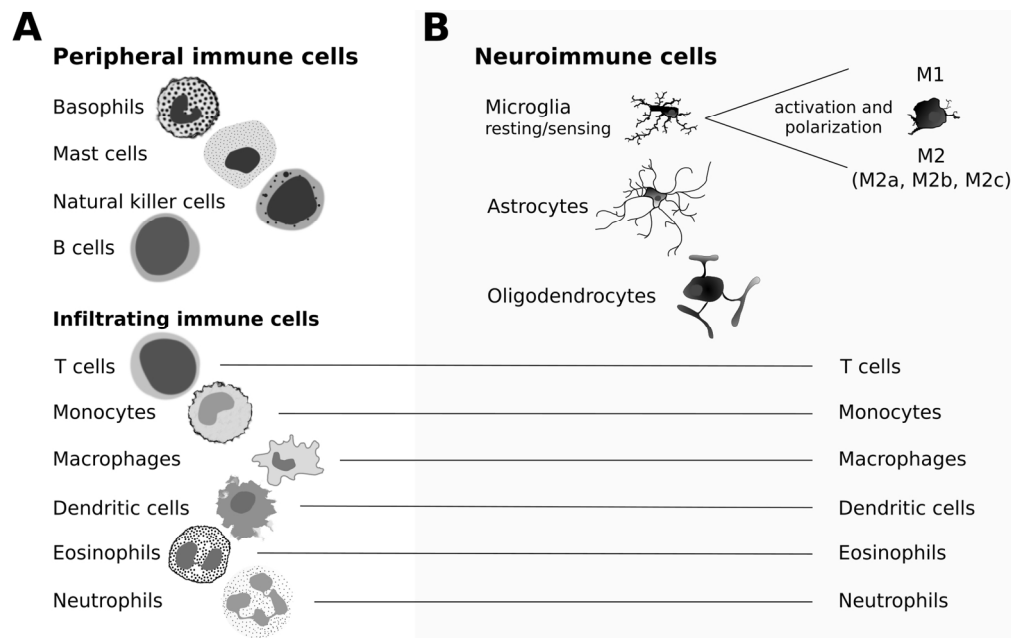 A
Peripheral immune cells
Basophils
Mast cells
Natural killer cells
B cells
Infiltrating immune cells
T cells
Monocytes
Macrophages
Dendritic cells
Eosinophils
Neutrophils
B
Neuroimmune cells
Microglia
resting/sensing
activation and
polarization
M1
M2
(M2a, M2b, M2c)
Astrocytes
Oligodendrocytes
T cells
Monocytes
Macrophages
Dendritic cells
Eosinophils
Neutrophils